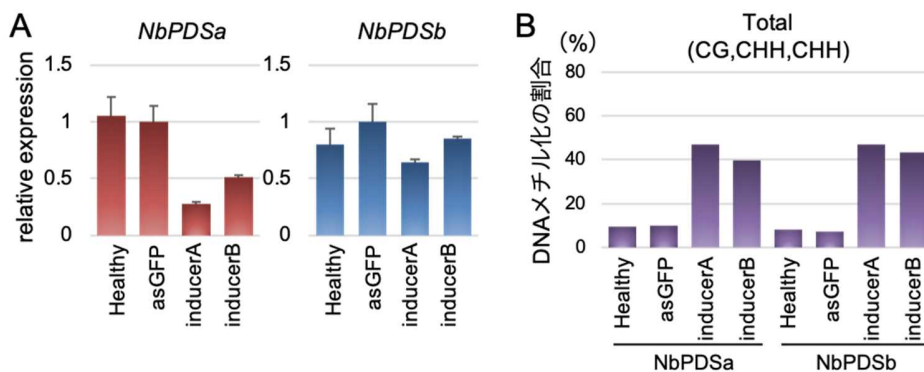 A
NbPDSa
NbPDSb
relative expression
1.5
1
0.5
0
Healthy
asGFP
inducerA
inducerB
1.5
1
0.5
0
Healthy
asGFP
inducerA
inducerB
B
Total
(CG,CHH,CHH)
(%)
DNAメチル化の割合
80
60
40
20
0
Healthy
asGFP
inducerA
inducerB
Healthy
asGFP
inducerA
inducerB
NbPDSa
NbPDSb